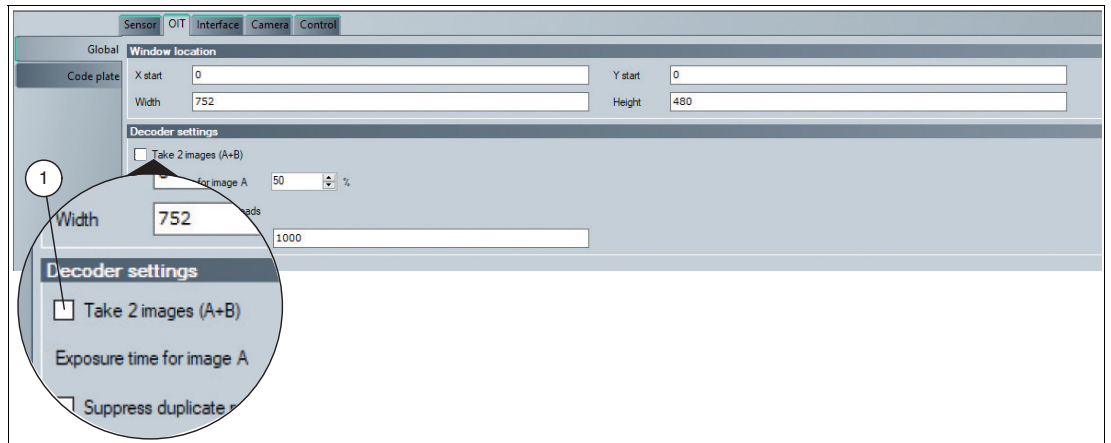 Sensor OIT Interface Camera Control
Global Window location
Code plate X start 0 Y start 0
Width 752 Height 480
Decoder settings
Take 2 images (A+B)
for image A 50 %
1000
1
Width 752
Decoder settings
Take 2 images (A+B)
Exposure time for image A
Suppress duplicate